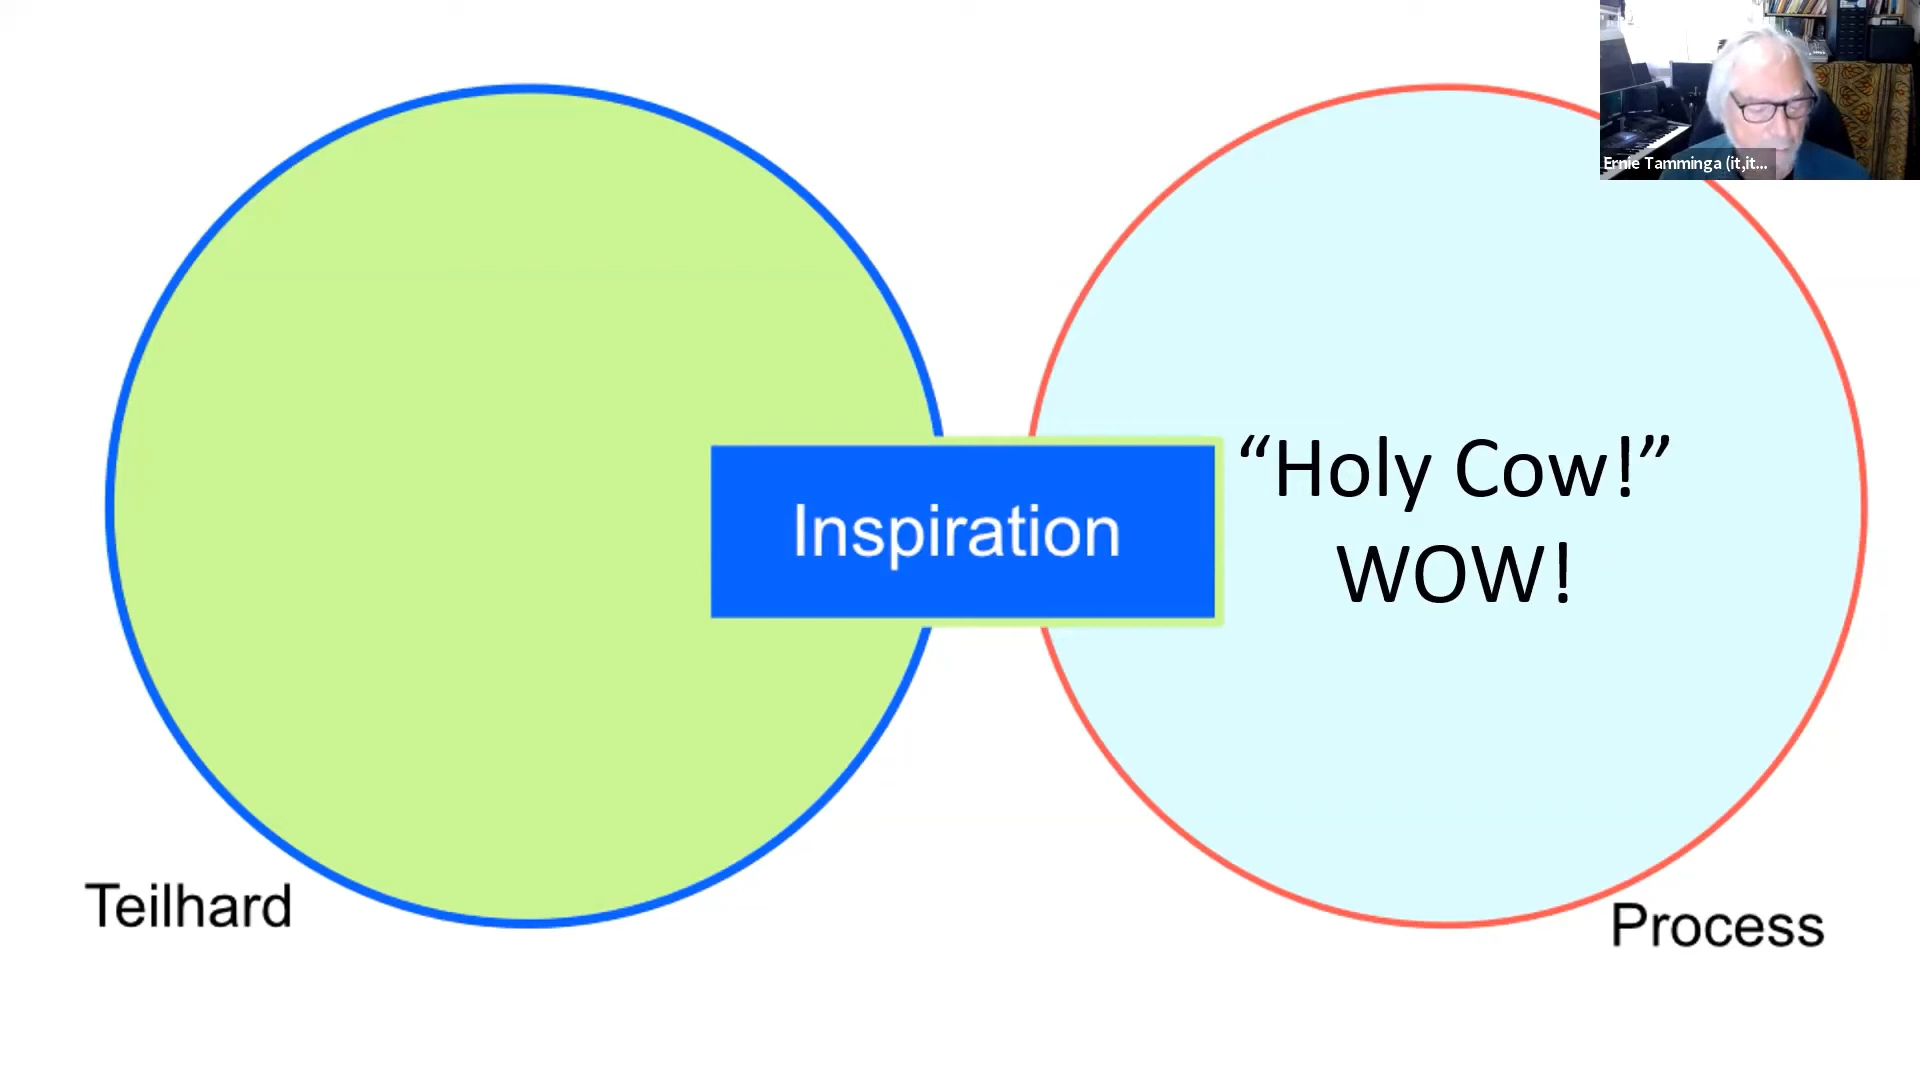 Ernie Tamminga (it,it...
“Holy Cow!”
WOW!
Inspiration
Teilhard
Process